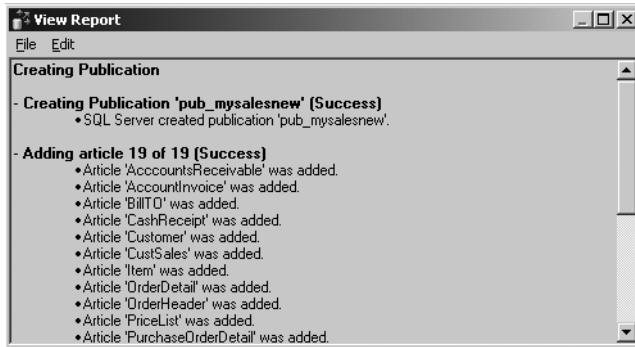 View Report
File Edit
Creating Publication
- Creating Publication 'pub_mysalesnew' (Success)
• SQL Server created publication 'pub_mysalesnew'.
- Adding article 19 of 19 (Success)
• Article 'AcccountsReceivable' was added.
• Article 'AccountInvoice' was added.
• Article 'BillTO' was added.
• Article 'CashReceipt' was added.
• Article 'Customer' was added.
• Article 'CustSales' was added.
• Article 'Item' was added.
• Article 'OrderDetail' was added.
• Article 'OrderHeader' was added.
• Article 'PriceList' was added.
• Article 'PurchaseOrderDetail' was added.